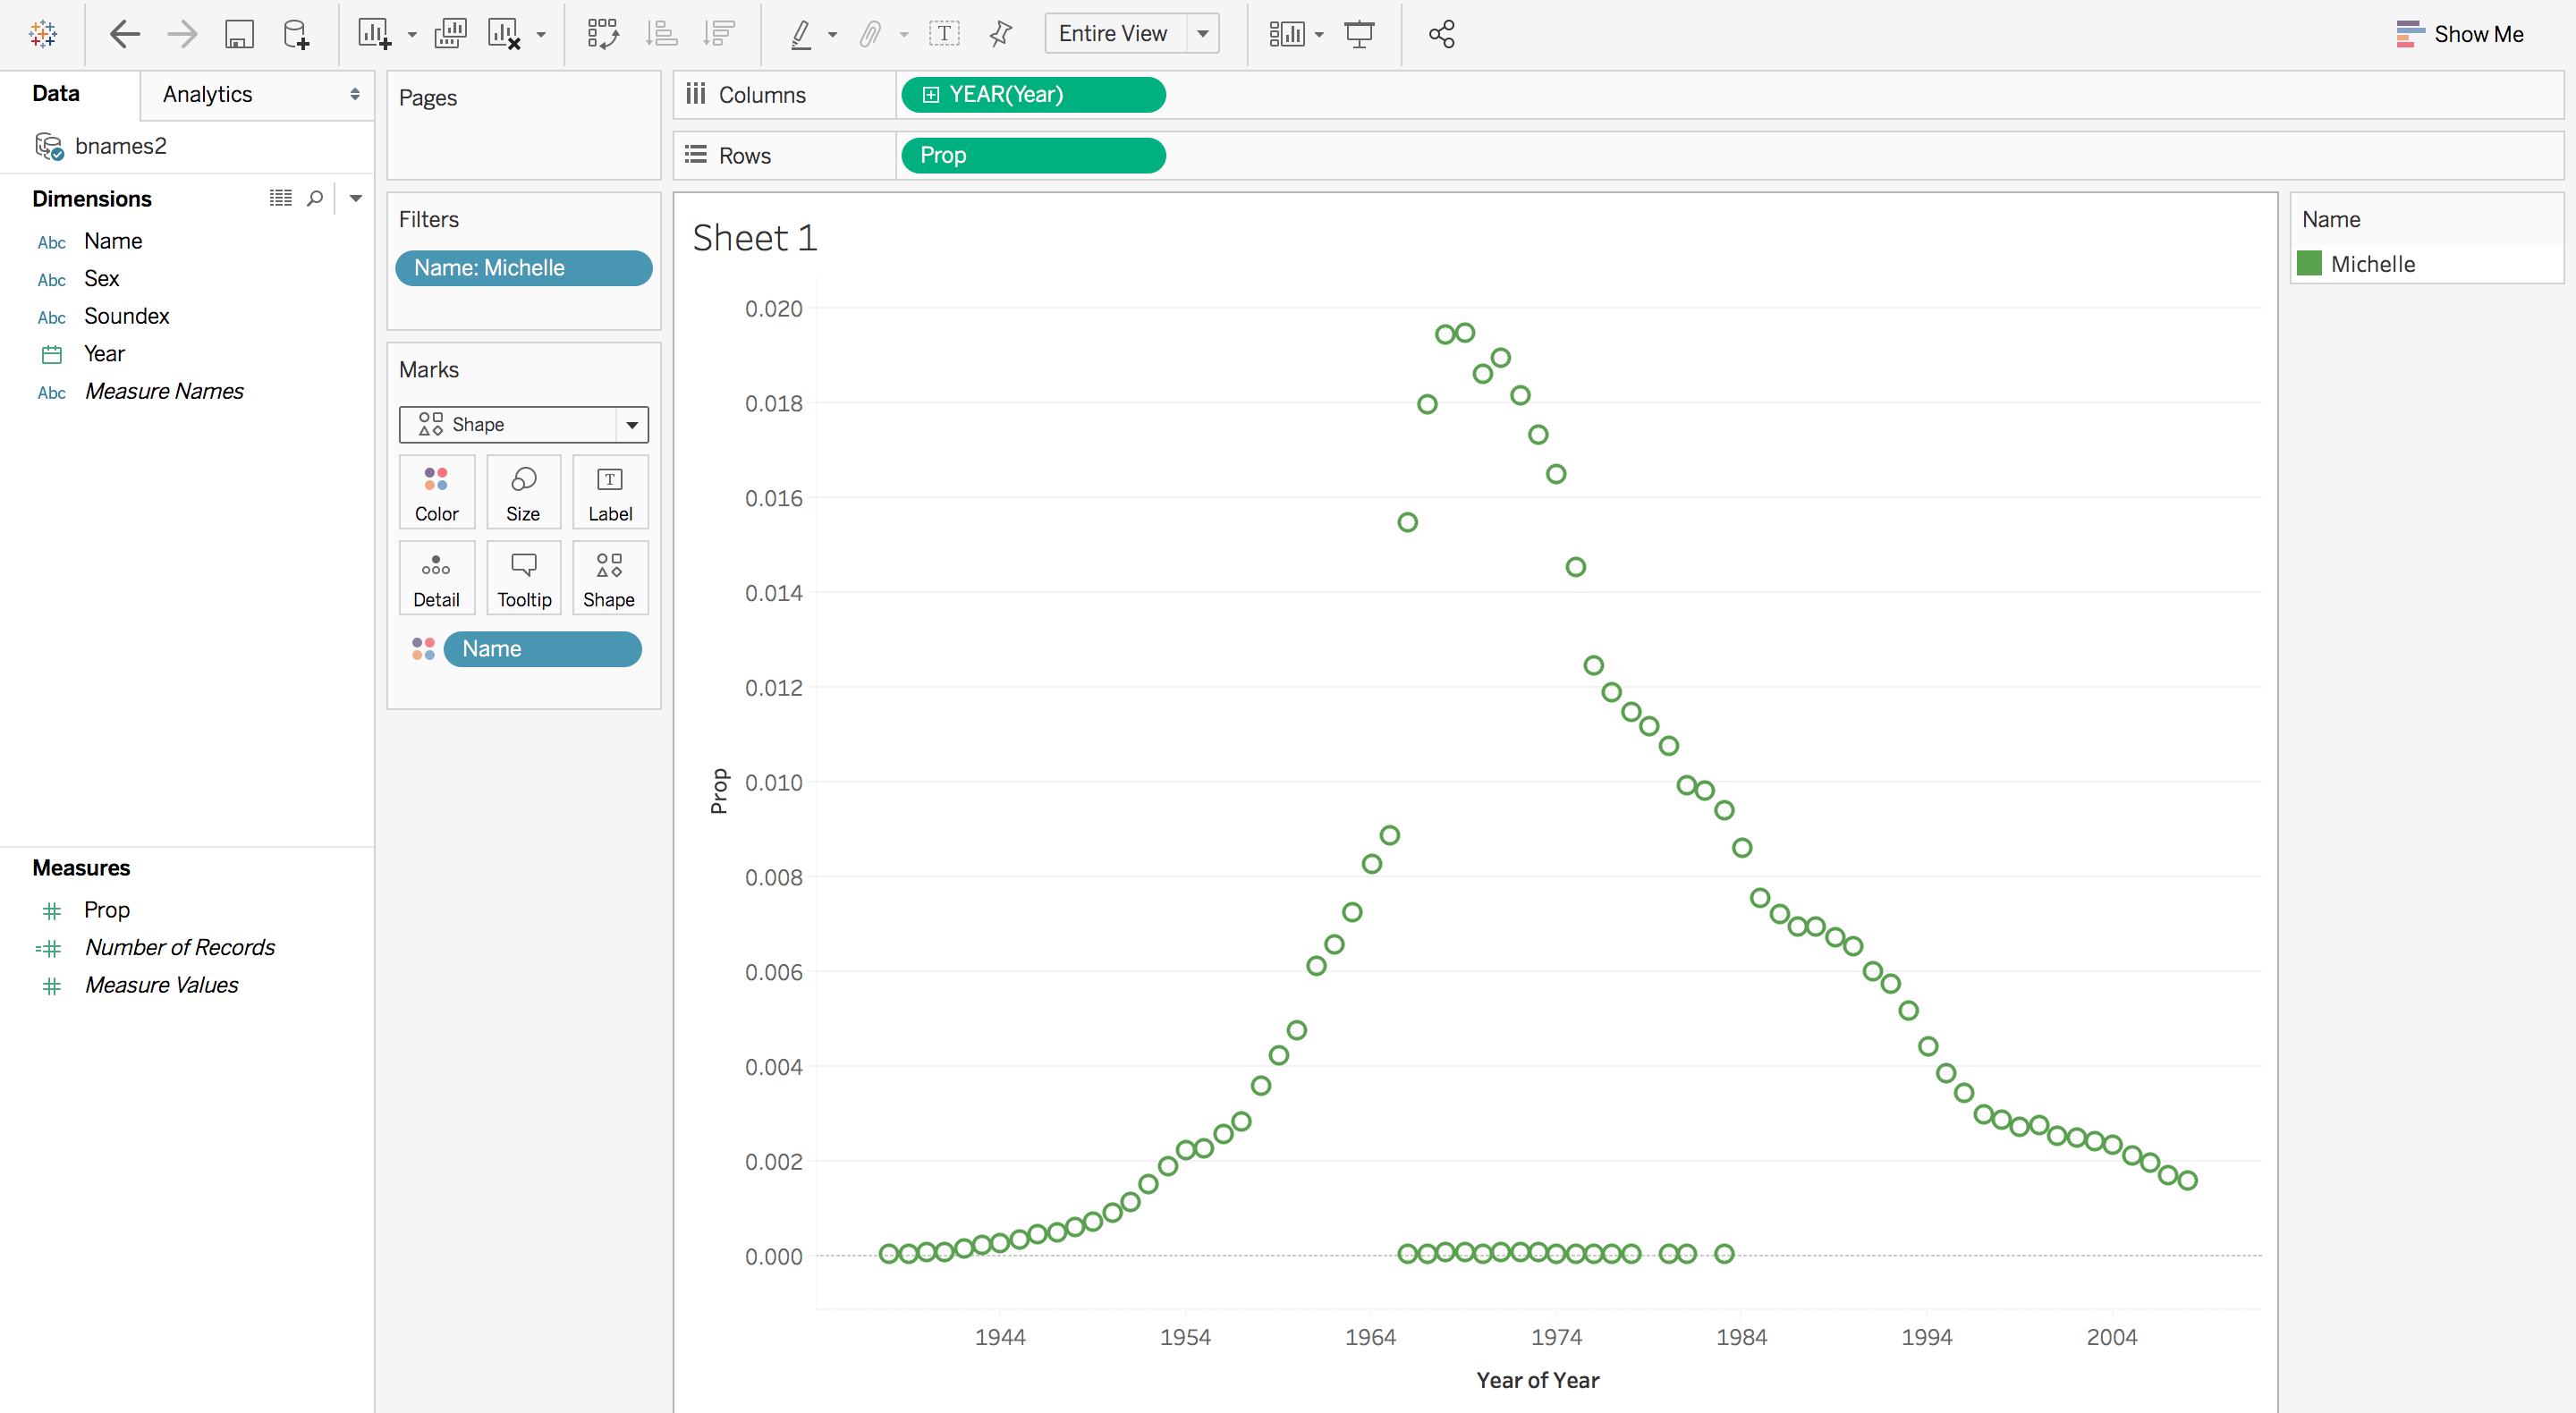 Entire View
Show Me
Data
Analytics
bnames2
Dimensions
Abc Name
Abc Sex
Abc Soundex
Year
Abc Measure Names
Measures
Prop
Number of Records
Measure Values
Pages
Filters
Name: Michelle
Marks
Shape
Color Size Label
Detail Tooltip Shape
Name
Columns YEAR(Year)
Rows Prop
Sheet 1
0.020
0.018
0.016
0.014
0.012
0.010
0.008
0.006
0.004
0.002
0.000
Prop
1944 1954 1964 1974 1984 1994 2004
Year of Year
Name
Michelle